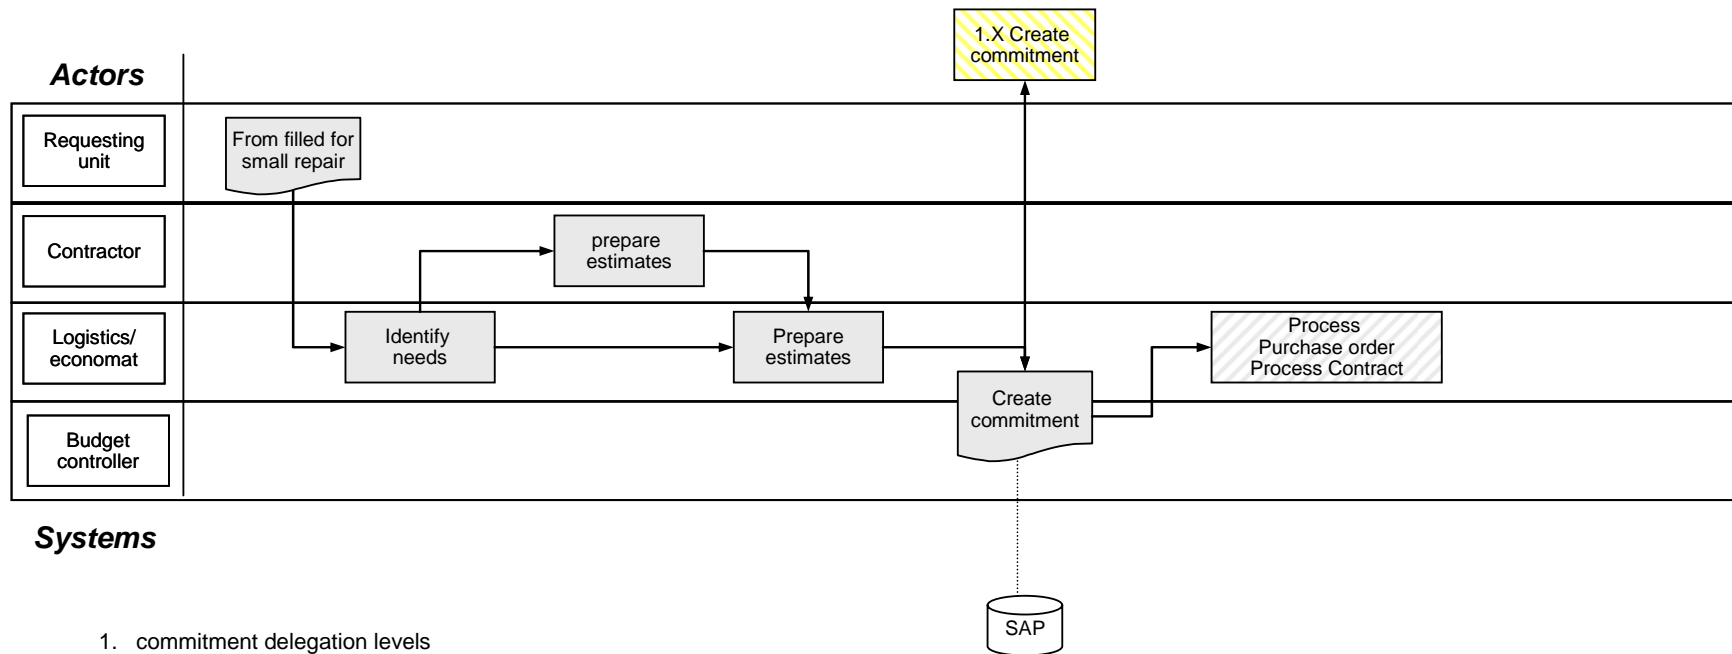 1.X Create
commitment
Actors
Requesting
unit
From filled for
small repair
Contractor
prepare
estimates
Logistics/
economat
Identify
needs
Prepare
estimates
Process
Purchase order
Process Contract
Create
commitment
Budget
controller
Systems
SAP
1. commitment delegation levels